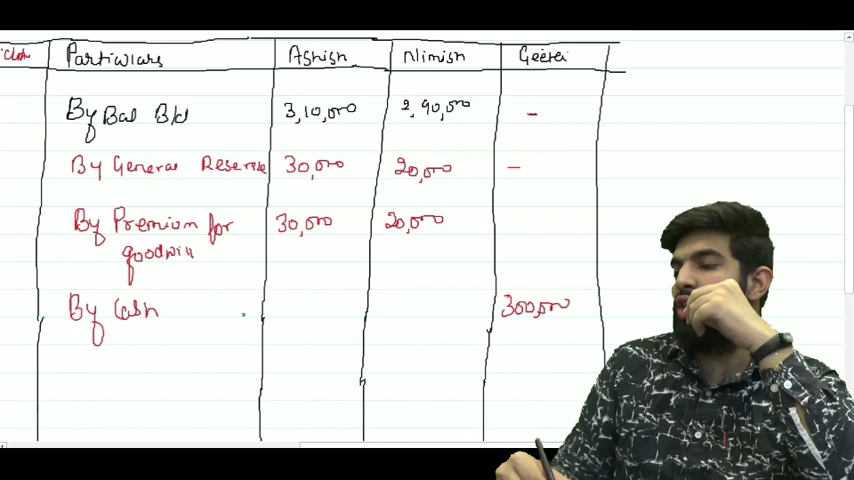 Particulars Ashish Nimish Geeta
By Bal B/d 3,10,000 2,90,000 -
By General Reserve 30,000 20,000 -
By Premium for 30,000 20,000
goodwill
By Cash 300,000